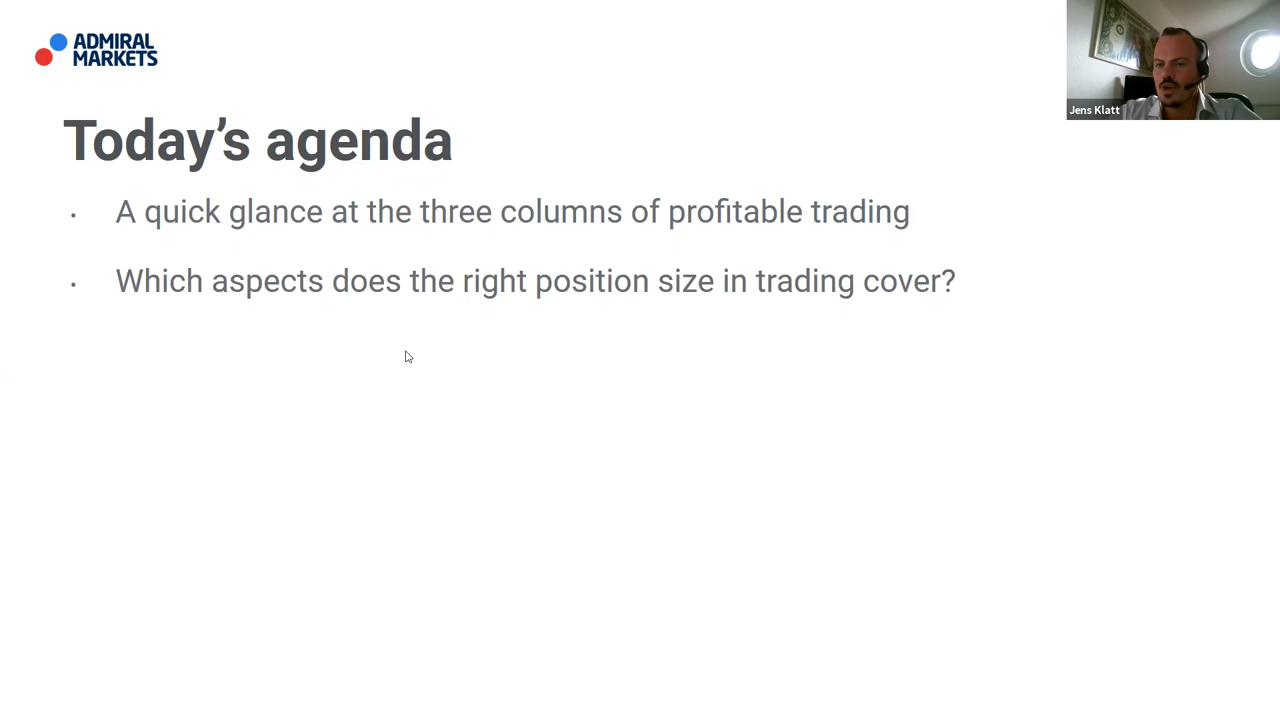 ADMIRAL
MARKETS
Jens Klatt
Today's agenda
· A quick glance at the three columns of profitable trading
· Which aspects does the right position size in trading cover?